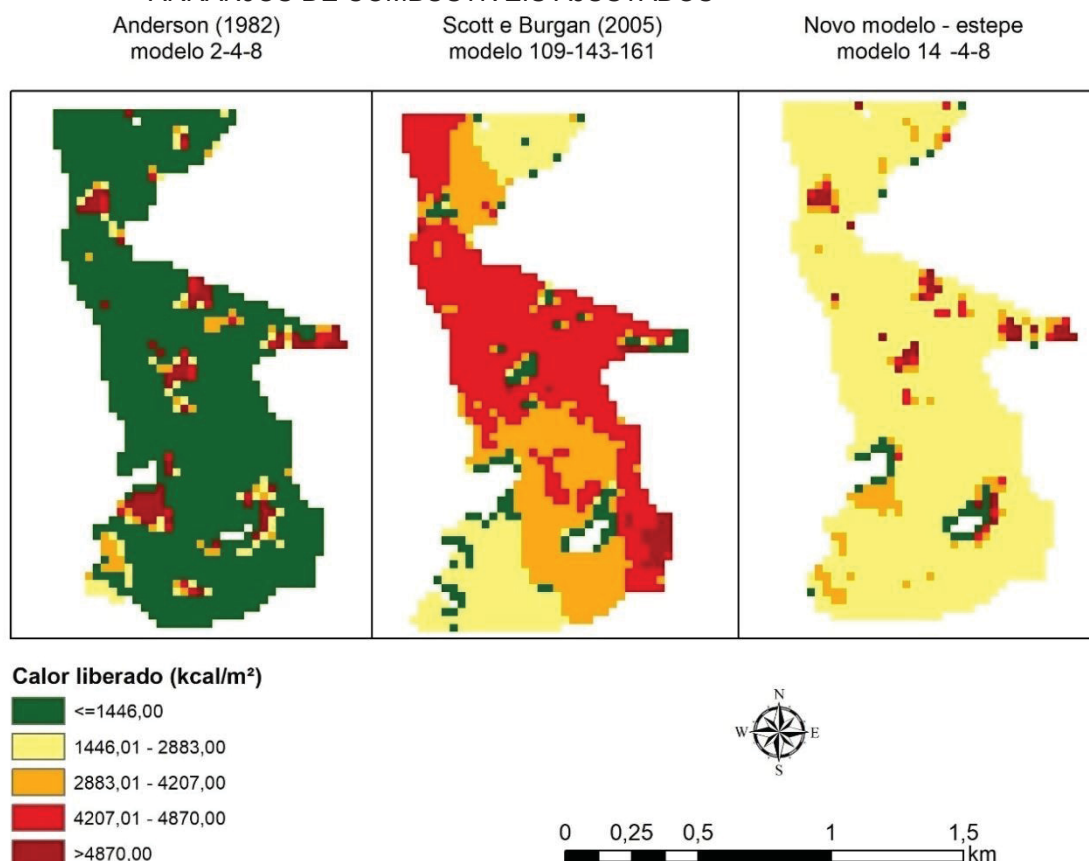 Anderson (1982)
modelo 2-4-8
Scott e Burgan (2005)
modelo 109-143-161
Novo modelo - estepe
modelo 14 -4-8
Calor liberado (kcal/m²)
<=1446,00
1446,01 - 2883,00
2883,01 - 4207,00
4207,01 - 4870,00
>4870,00
N
W E
S
0 0,25 0,5 1 1,5
km